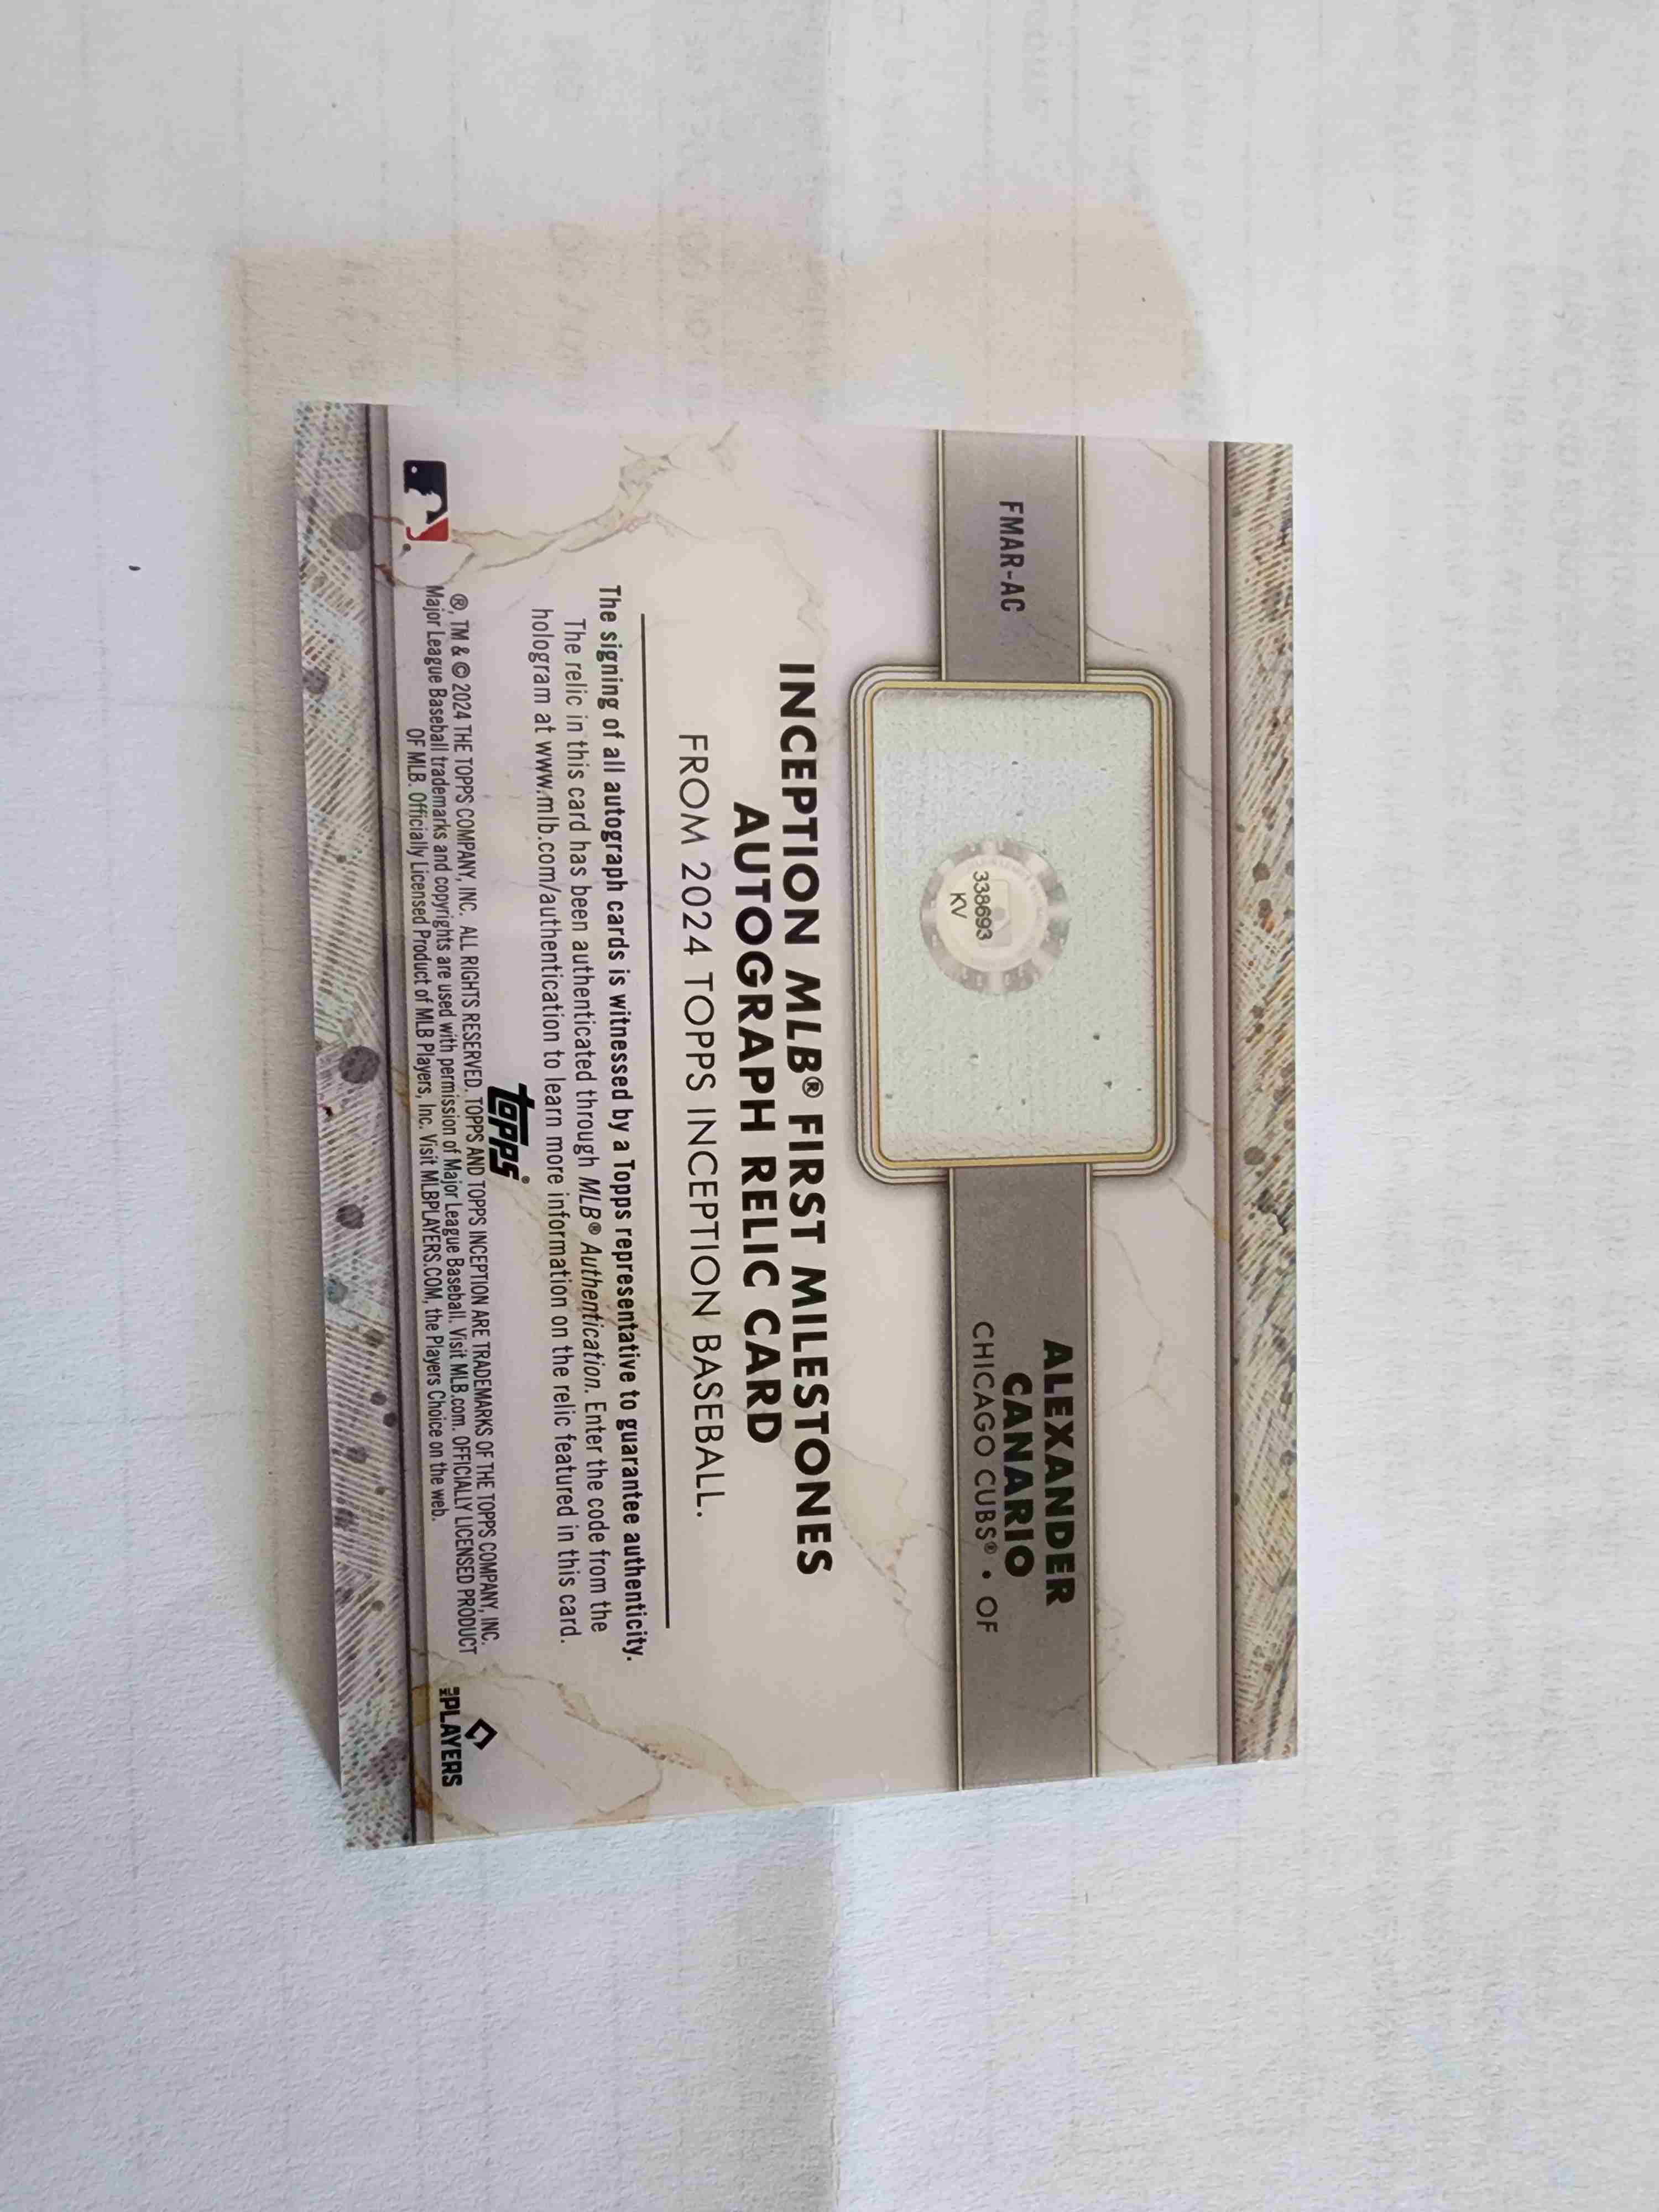 FMAR-AC
338693
KV
ALEXANDER
CANARIO
CHICAGO CUBS® • OF
INCEPTION MLB® FIRST MILESTONES
AUTOGRAPH RELIC CARD
FROM 2024 TOPPS INCEPTION BASEBALL.
The signing of all autograph cards is witnessed by a Topps representative to guarantee authenticity.
The relic in this card has been authenticated through MLB® Authentication. Enter the code from the
hologram at www.mlb.com/authentication to learn more information on the relic featured in this card.
topps®
®, TM & © 2024 THE TOPPS COMPANY, INC. ALL RIGHTS RESERVED. TOPPS AND TOPPS INCEPTION ARE TRADEMARKS OF THE TOPPS COMPANY, INC.
Major League Baseball trademarks and copyrights are used with permission of Major League Baseball. Visit MLB.com. OFFICIALLY LICENSED PRODUCT
OF MLB. Officially Licensed Product of MLB Players, Inc. Visit MLBPLAYERS.COM, the Players Choice on the web.
MLB PLAYERS